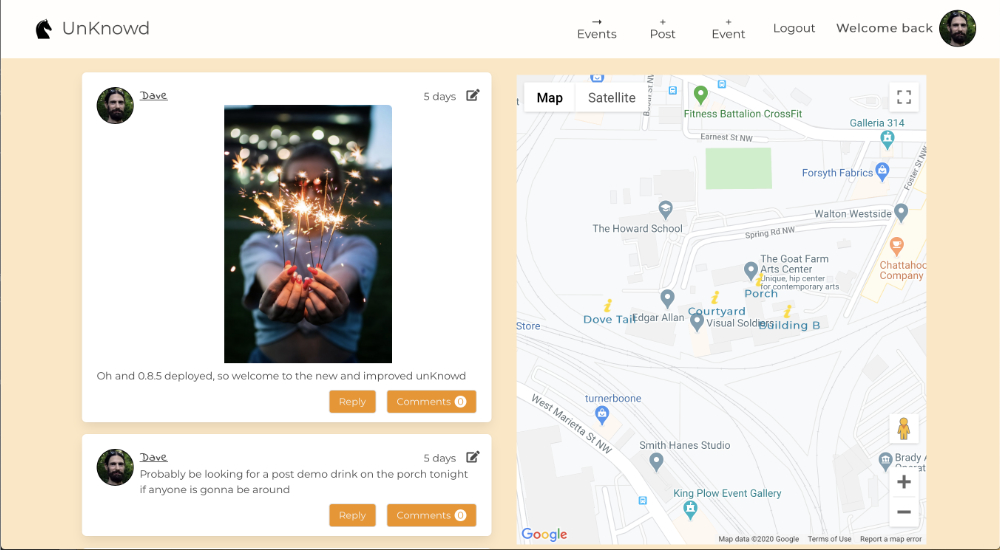 UnKnowd
➝
Events
+
Post
+
Event
Logout
Welcome back
Dave
5 days
Oh and 0.8.5 deployed, so welcome to the new and improved unKnowd
Reply
Comments 0
Dave
5 days
Probably be looking for a post demo drink on the porch tonight
if anyone is gonna be around
Reply
Comments 0
Map
Satellite
Fitness Battalion CrossFit
Earnest St NW
Galleria 314
Forsyth Fabrics
Foster St NW
Walton Westside
The Howard School
Spring Rd NW
Chattahoo
Company
The Goat Farm
Arts Center
Unique, hip center
for contemporary arts
Porch
Dove Tail
Edgar Allan
Courtyard
Visual Soldiers
Building B
Store
turnerboone
West Marietta St NW
Smith Hanes Studio
Brady A
King Plow Event Gallery
Google
Map data ©2020 Google
Terms of Use
Report a map error